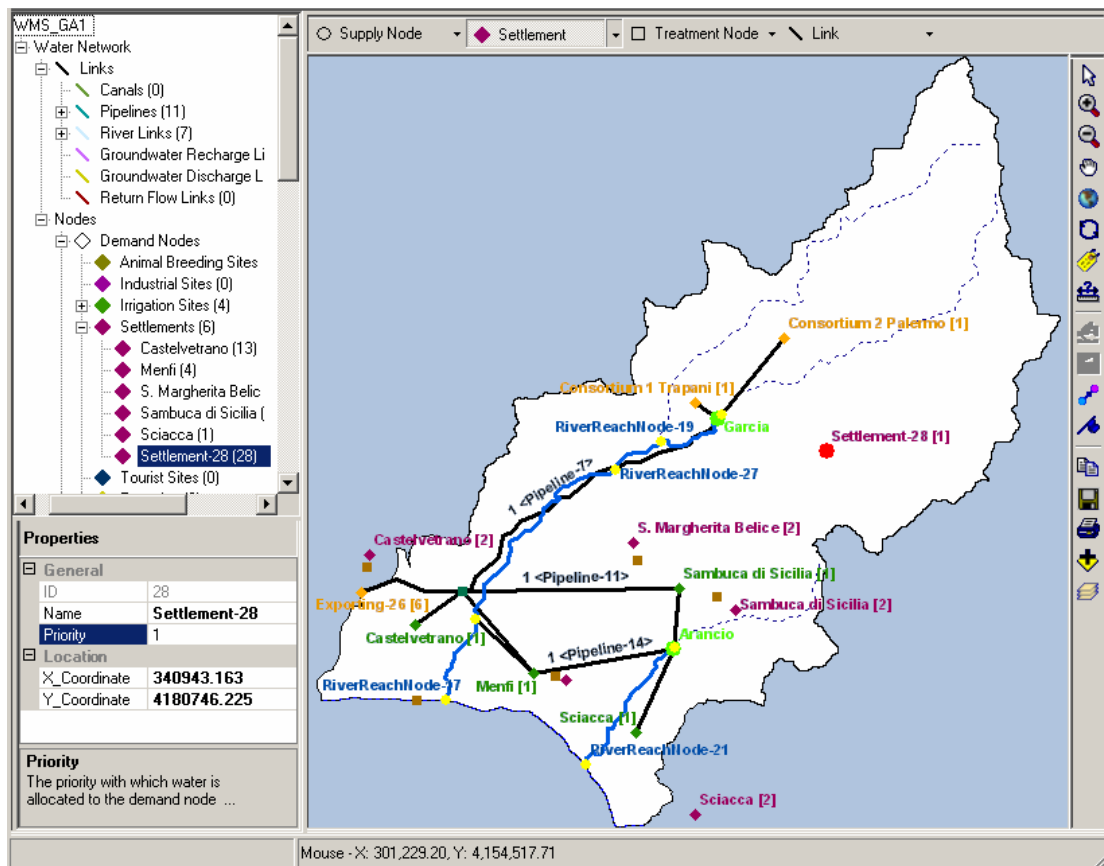 WMS_GA1
Water Network
Links
Canals (0)
Pipelines (11)
River Links (7)
Groundwater Recharge Li
Groundwater Discharge L
Return Flow Links (0)
Nodes
Demand Nodes
Animal Breeding Sites
Industrial Sites (0)
Irrigation Sites (4)
Settlements (6)
Castelvetrano (13)
Menfi (4)
S. Margherita Belic
Sambuca di Sicilia (
Sciacca (1)
Settlement-28 (28)
Tourist Sites (0)
Properties
General
ID 28
Name Settlement-28
Priority 1
Location
X_Coordinate 340943.163
Y_Coordinate 4180746.225
Priority
The priority with which water is
allocated to the demand node ...
Supply Node Settlement Treatment Node Link
Consortium 2 Palermo [1]
Consortium 1 Trapani [1]
Garcia
RiverReachNode-19
Settlement-28 [1]
RiverReachNode-27
1 <Pipeline-7>
S. Margherita Belice [2]
Castelvetrano [2]
1 <Pipeline-11>
Sambuca di Sicilia [1]
Exporting-26 [6]
Sambuca di Sicilia [2]
Castelvetrano [1]
Arancio
1 <Pipeline-14>
RiverReachNode-17
Menfi [1]
Sciacca [1]
RiverReachNode-21
Sciacca [2]
Mouse - X: 301,229.20, Y: 4,154,517.71